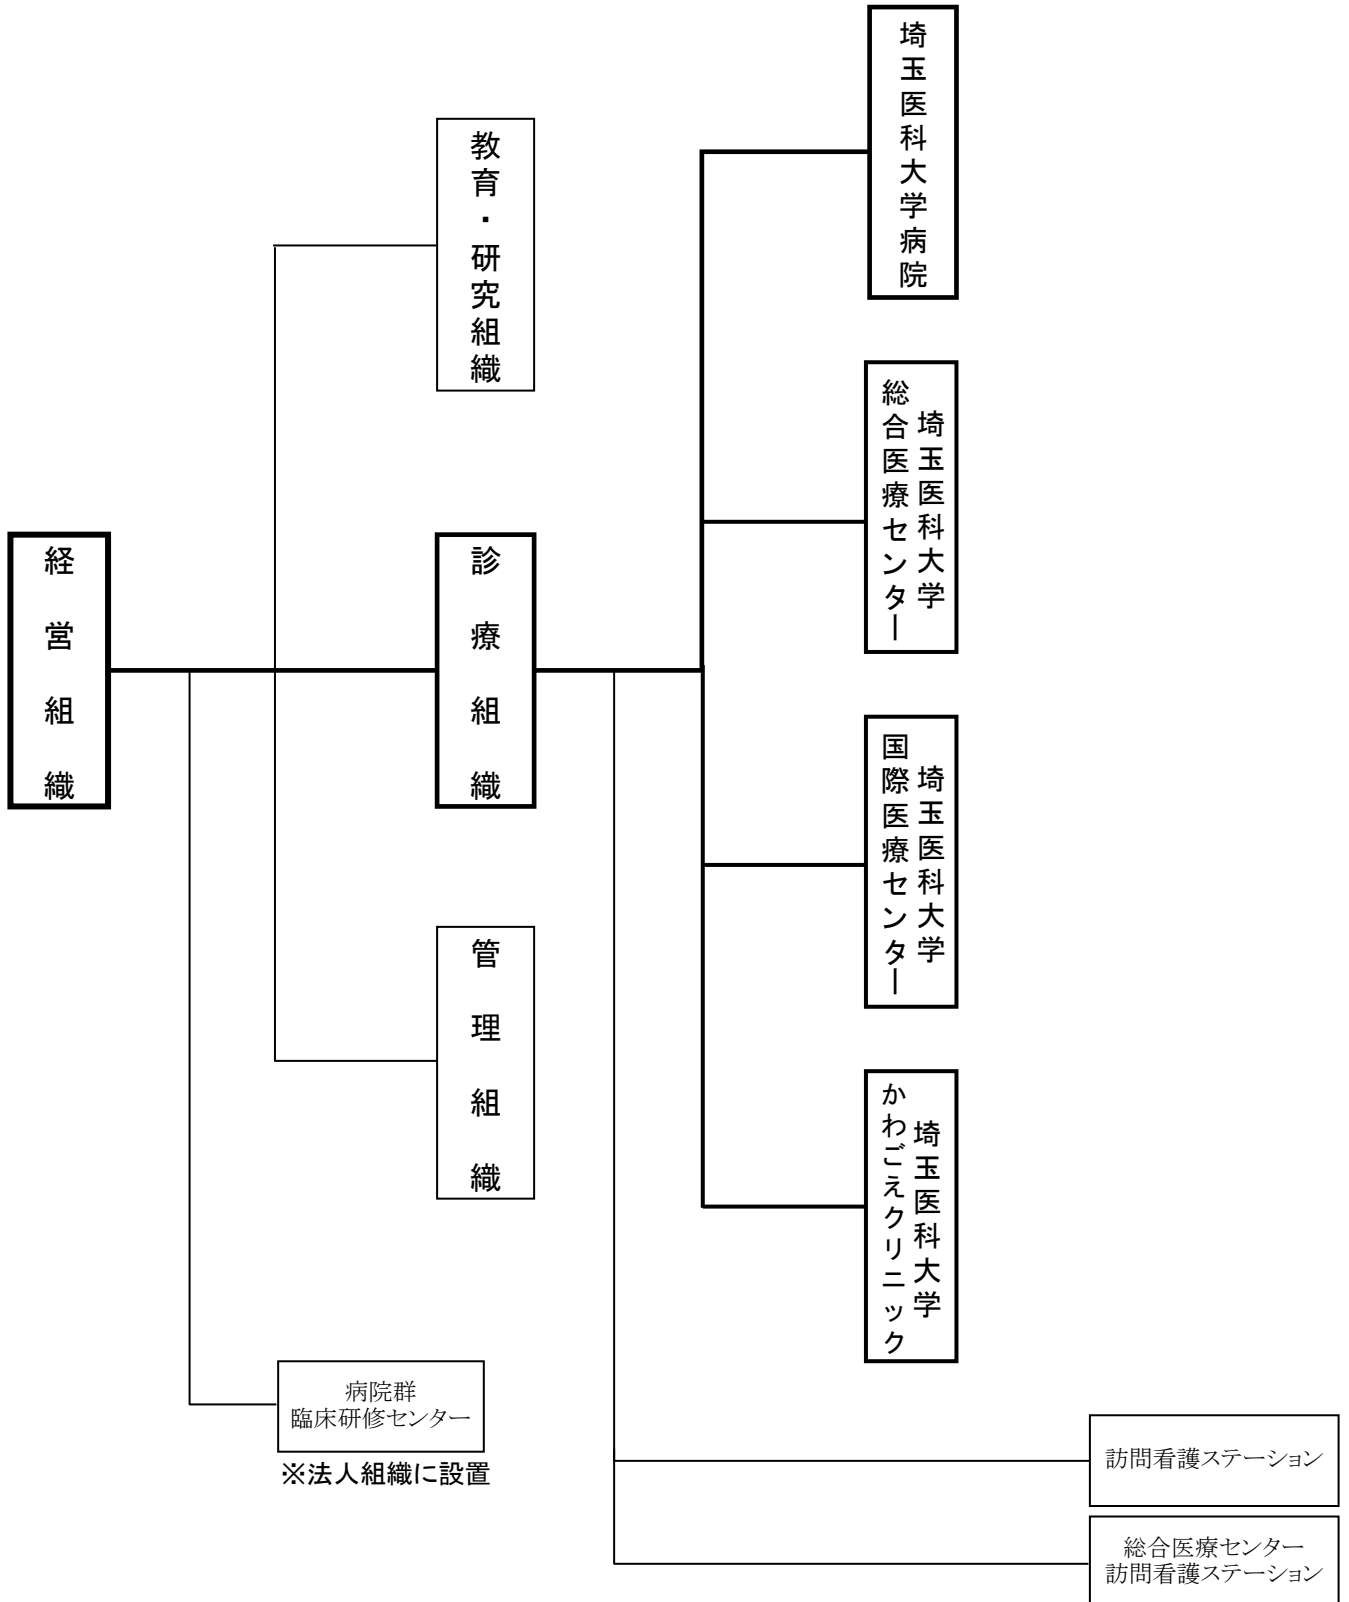 経営組織
教育・研究組織
診療組織
管理組織
埼玉医科大学病院
埼玉医科大学
総合医療センター
埼玉医科大学
国際医療センター
埼玉医科大学
かわごえクリニック
病院群
臨床研修センター
※法人組織に設置
訪問看護ステーション
総合医療センター
訪問看護ステーション